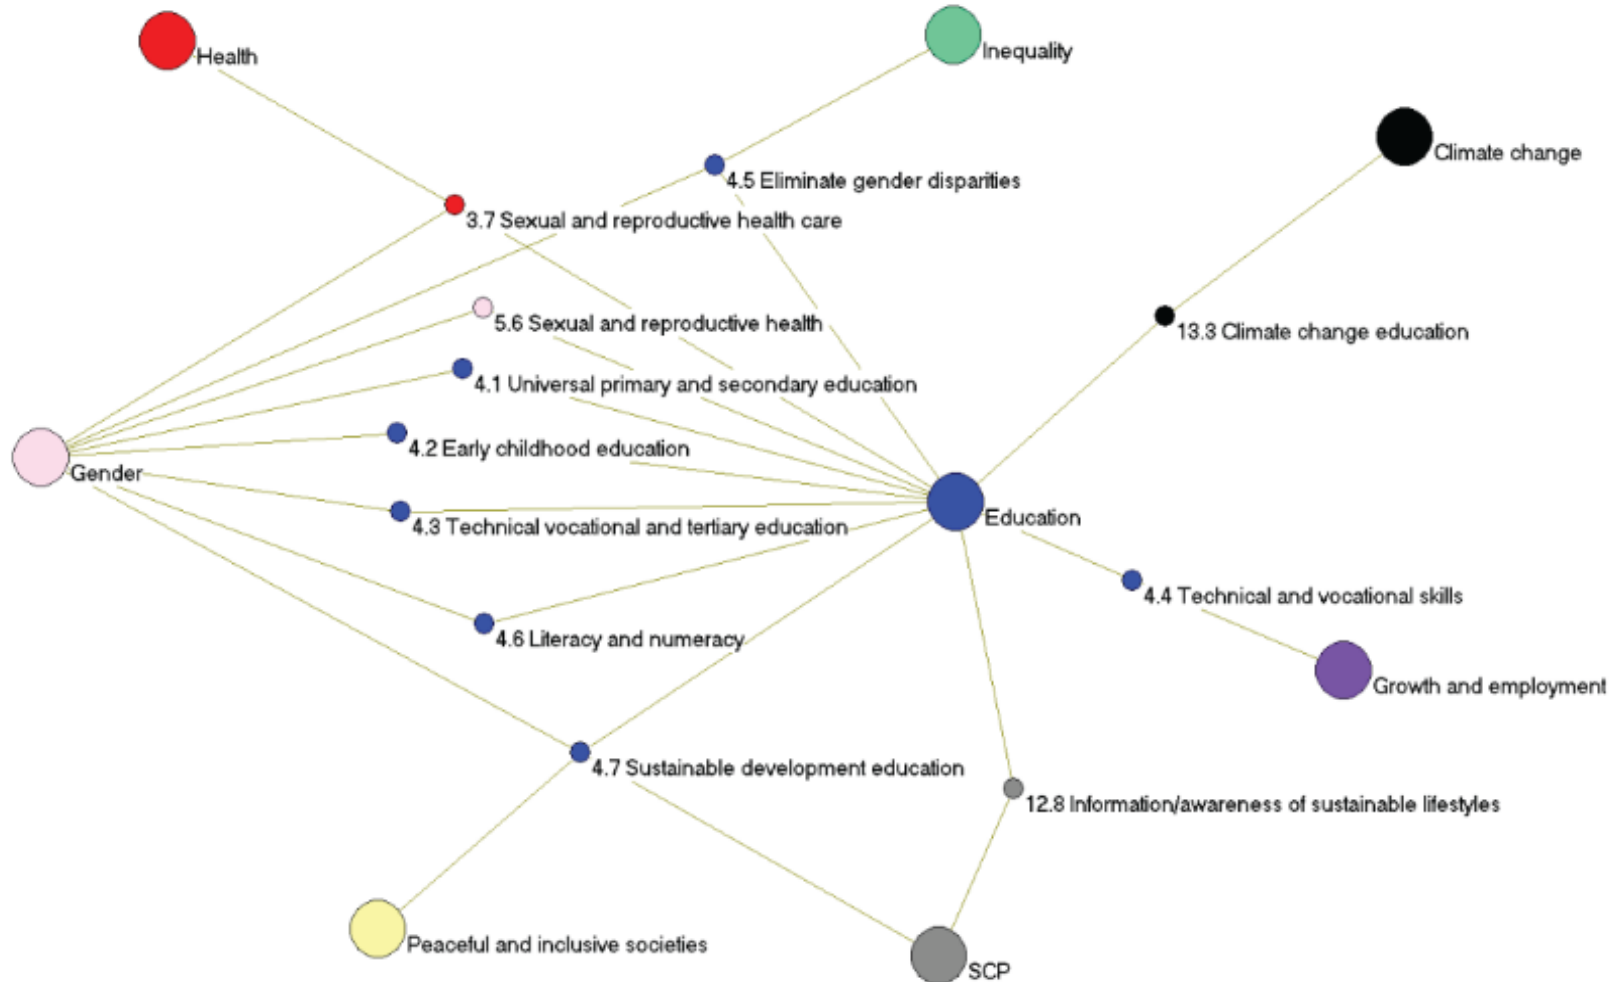 Health
Inequality
Climate change
4.5 Eliminate gender disparities
3.7 Sexual and reproductive health care
5.6 Sexual and reproductive health
13.3 Climate change education
4.1 Universal primary and secondary education
4.2 Early childhood education
Gender
Education
4.3 Technical vocational and tertiary education
4.4 Technical and vocational skills
4.6 Literacy and numeracy
Growth and employment
4.7 Sustainable development education
12.8 Information/awareness of sustainable lifestyles
Peaceful and inclusive societies
SCP